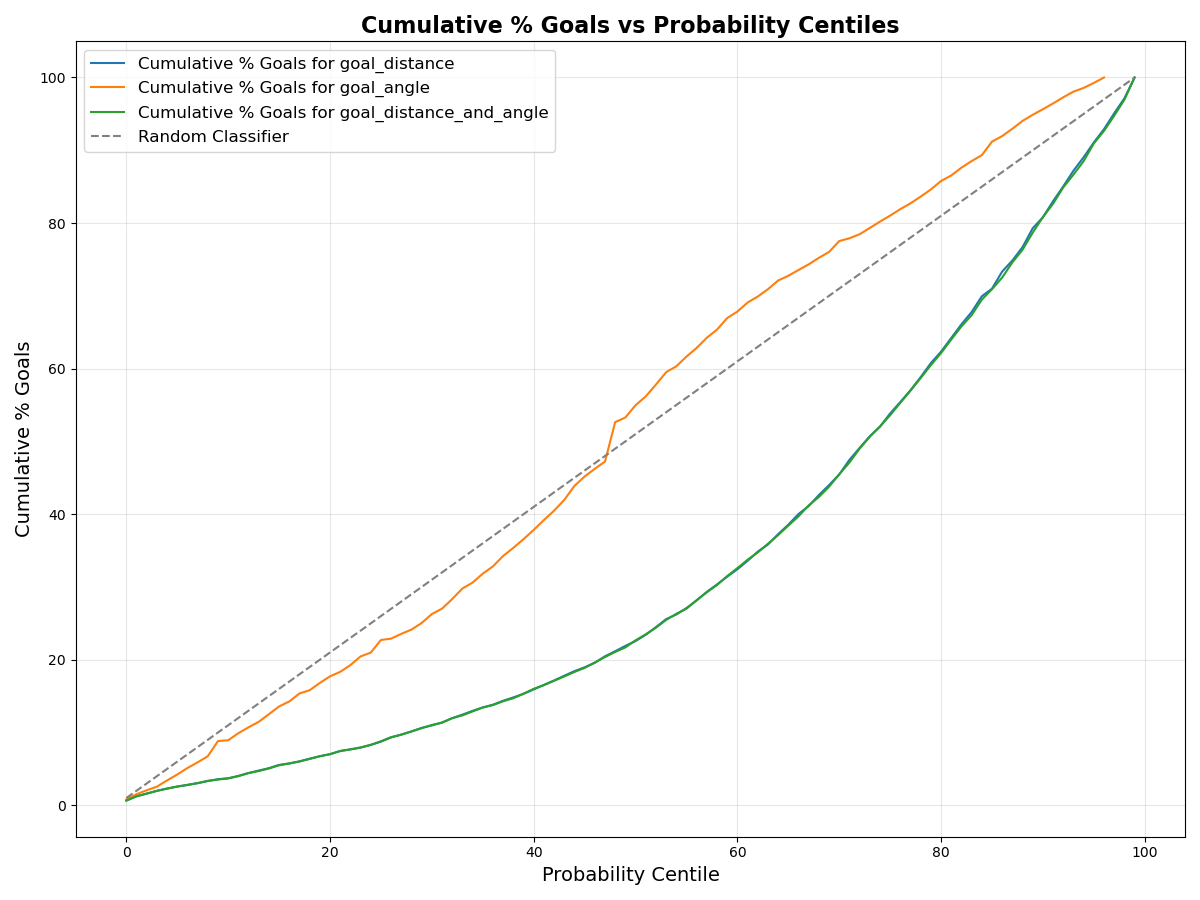 Cumulative % Goals vs Probability Centiles
Cumulative % Goals for goal_distance
Cumulative % Goals for goal_angle
Cumulative % Goals for goal_distance_and_angle
Random Classifier
Cumulative % Goals
100
80
60
40
20
0
0 20 40 60 80 100
Probability Centile